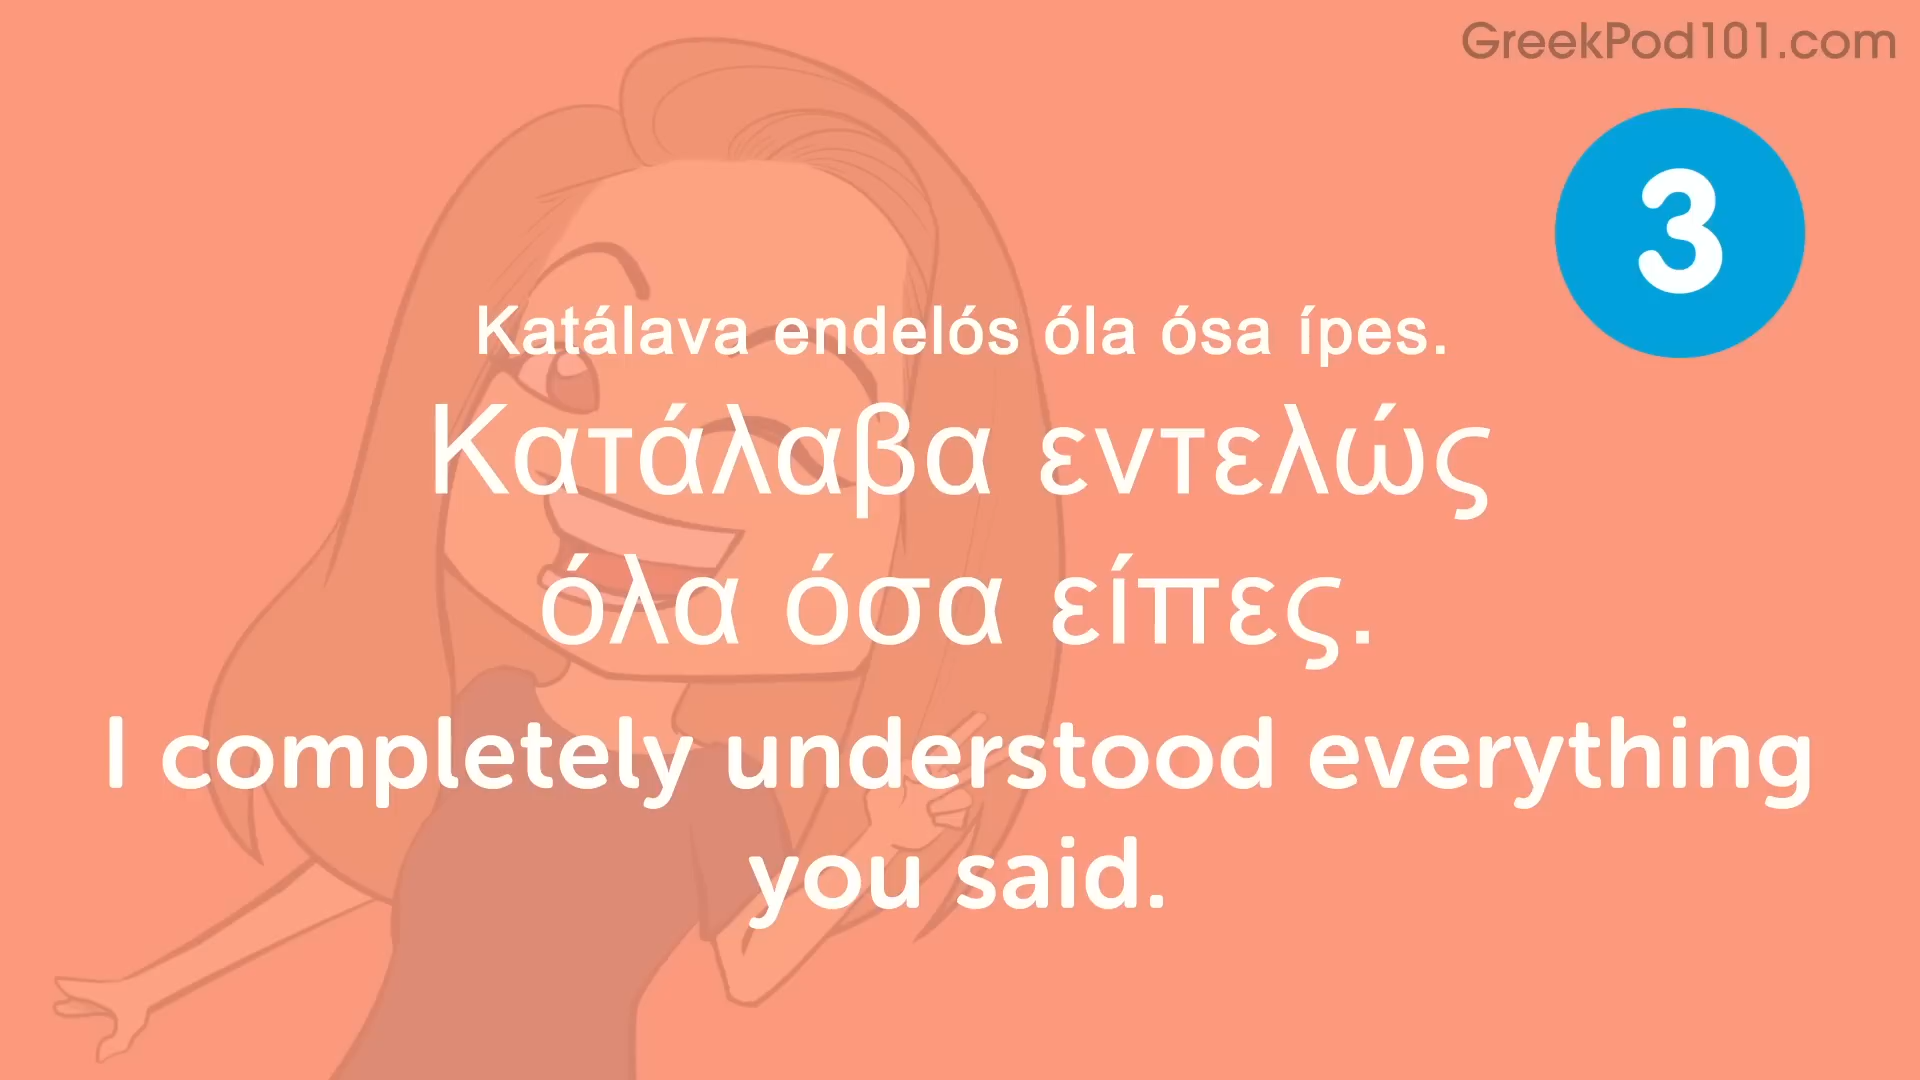 GreekPod101.com
3
Katálava endelós óla ósa ípes.
Κατάλαβα εντελώς
όλα όσα είπες.
I completely understood everything
you said.